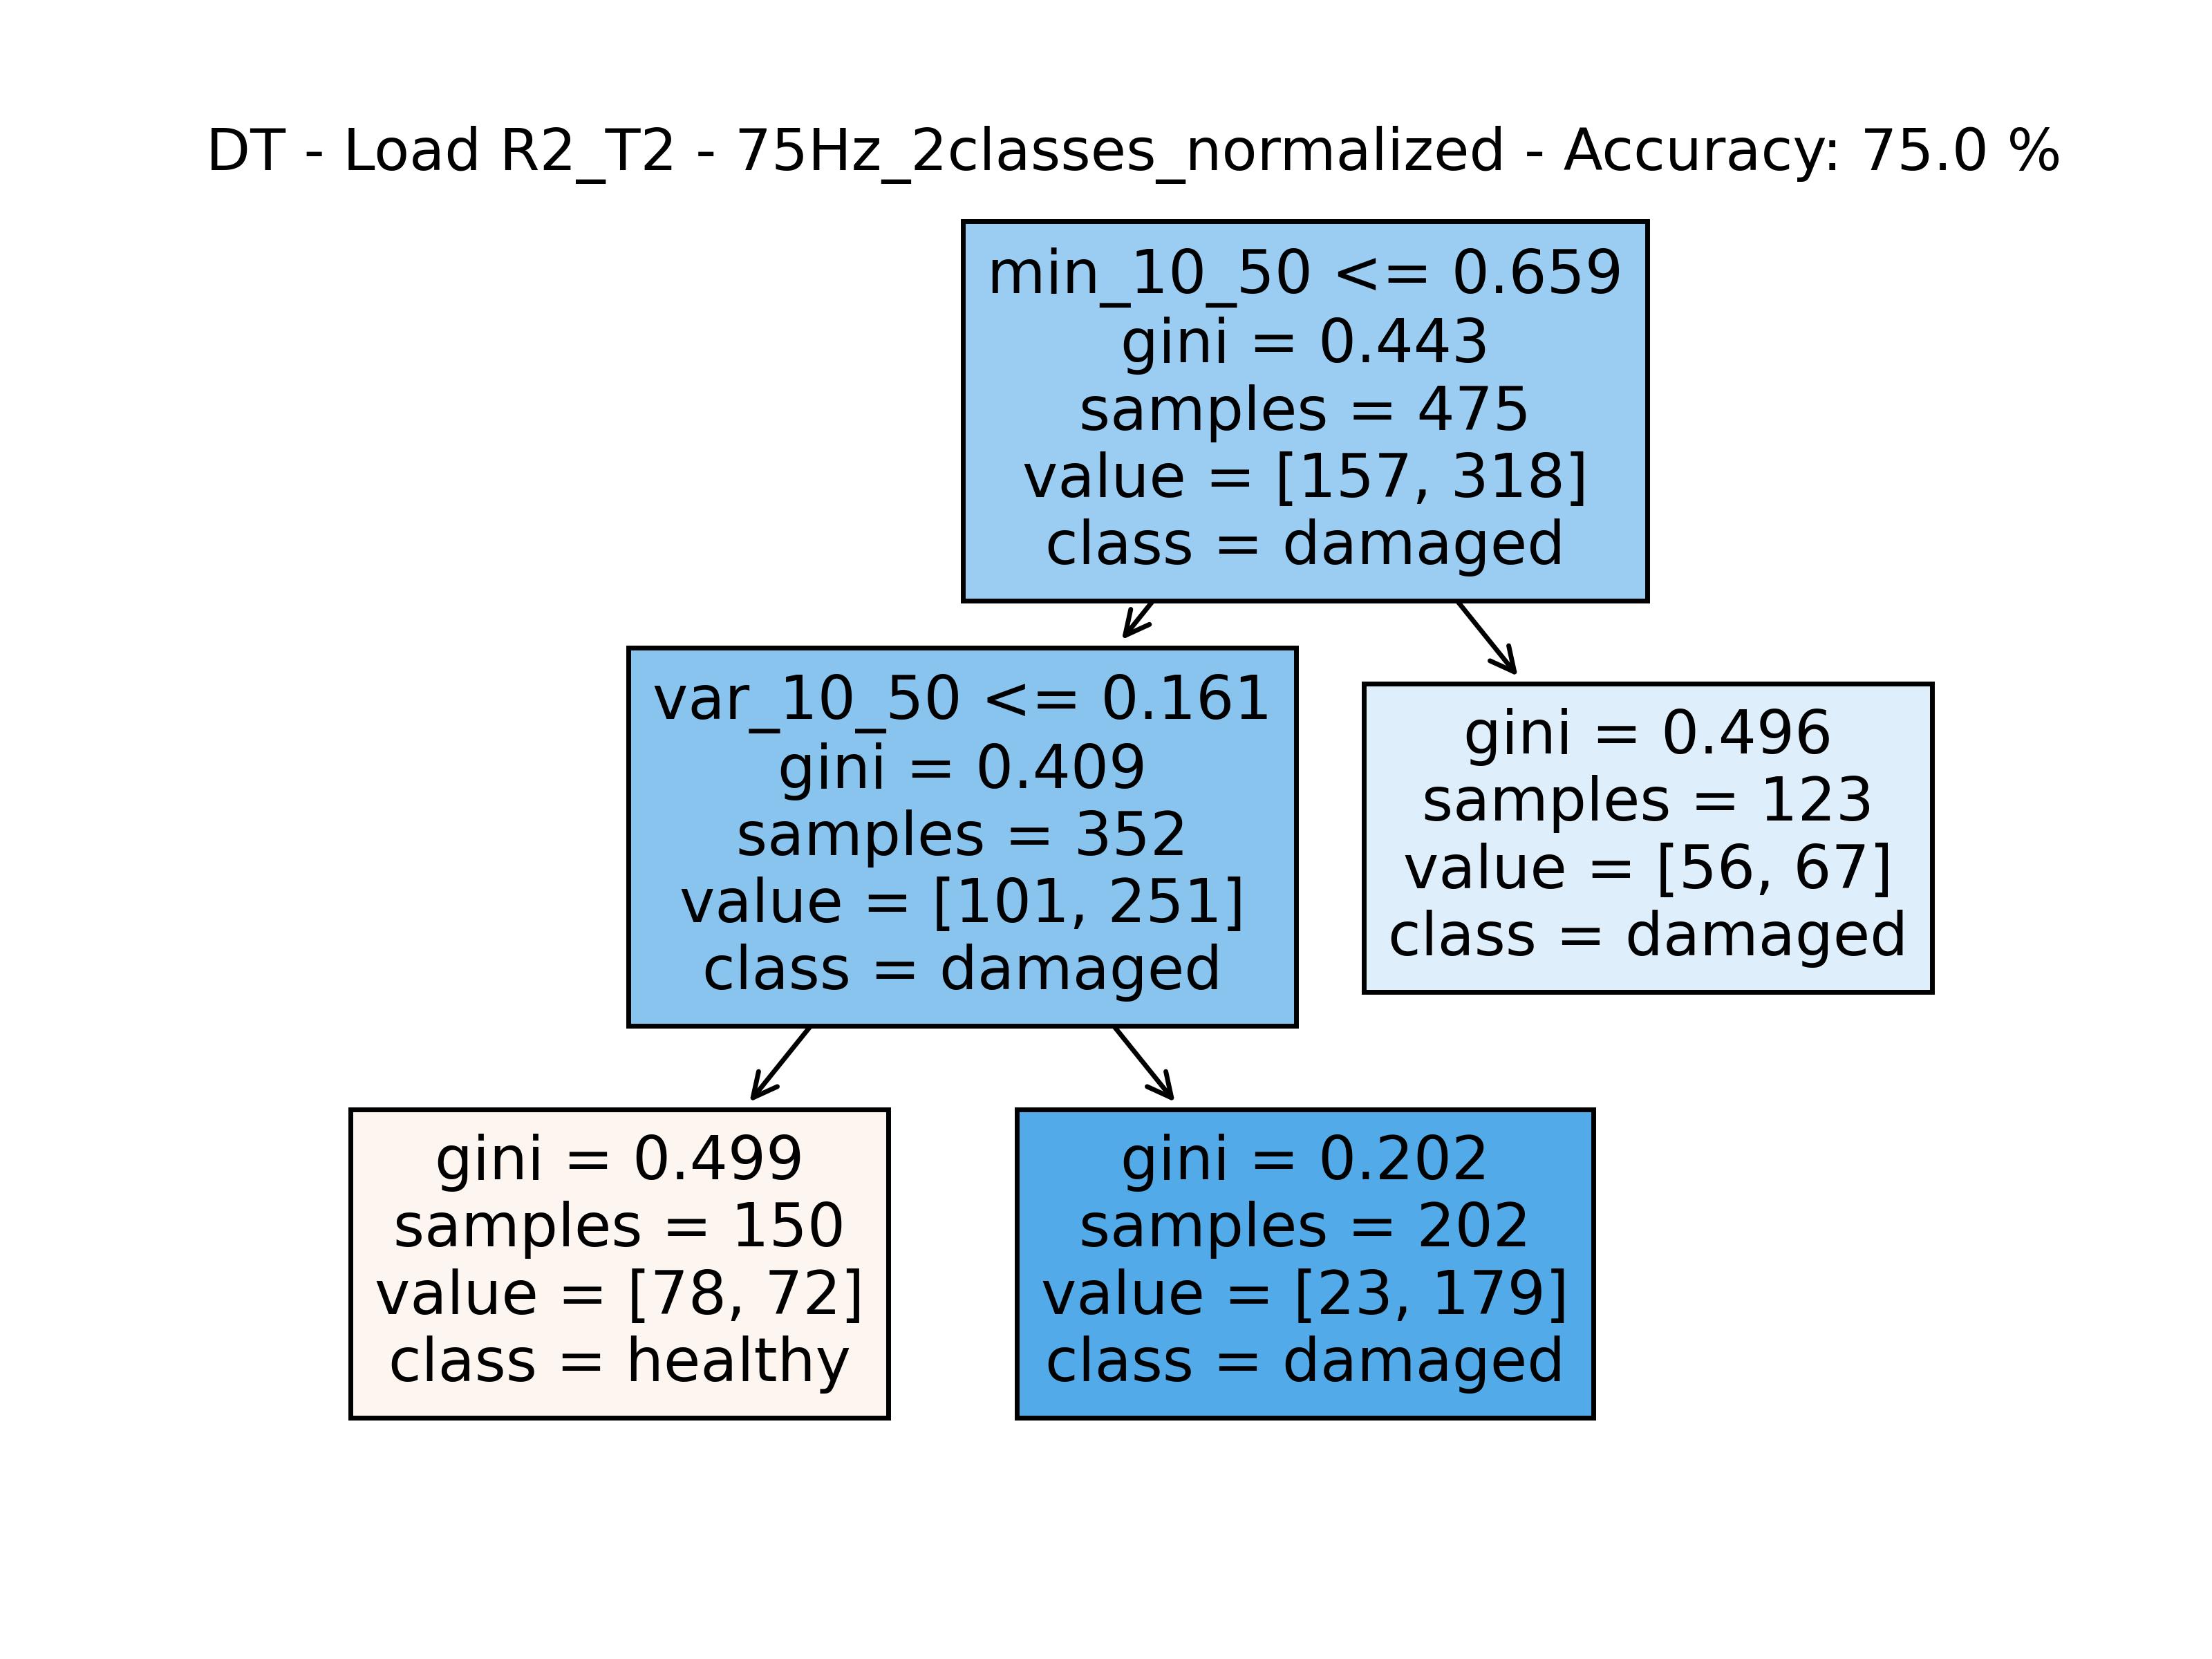 DT - Load R2_T2 - 75Hz_2classes_normalized - Accuracy: 75.0 %
min_10_50 <= 0.659
gini = 0.443
samples = 475
value = [157, 318]
class = damaged
var_10_50 <= 0.161
gini = 0.409
samples = 352
value = [101, 251]
class = damaged
gini = 0.496
samples = 123
value = [56, 67]
class = damaged
gini = 0.499
samples = 150
value = [78, 72]
class = healthy
gini = 0.202
samples = 202
value = [23, 179]
class = damaged